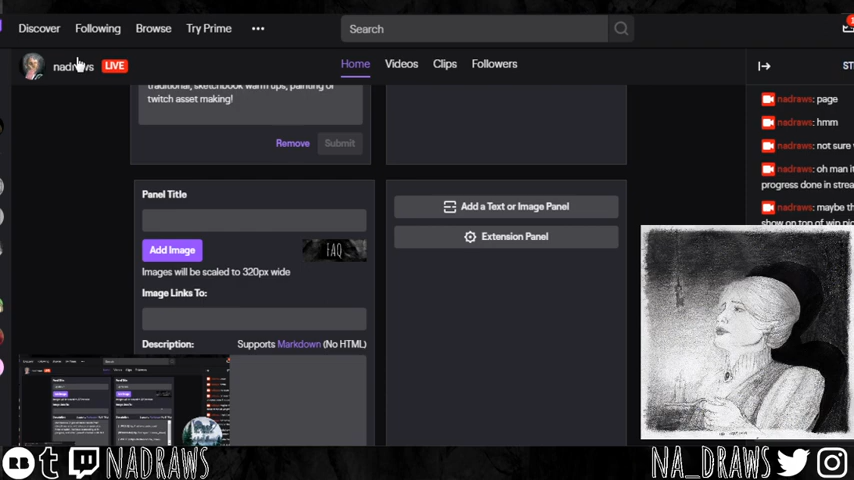 Discover Following Browse Try Prime
Search
nadraws LIVE
Home Videos Clips Followers
ST
traditional, sketchbook warm ups, painting or
twitch asset making!
Remove Submit
Panel Title
Add Image
FAQ
Images will be scaled to 320px wide
Image Links To:
Description: Supports Markdown (No HTML)
Add a Text or Image Panel
Extension Panel
nadraws: page
nadraws: hmm
nadraws: not sure
nadraws: oh man it
progress done in strea
nadraws: maybe the
show on top of wip pic
NADRAWS
NA_DRAWS